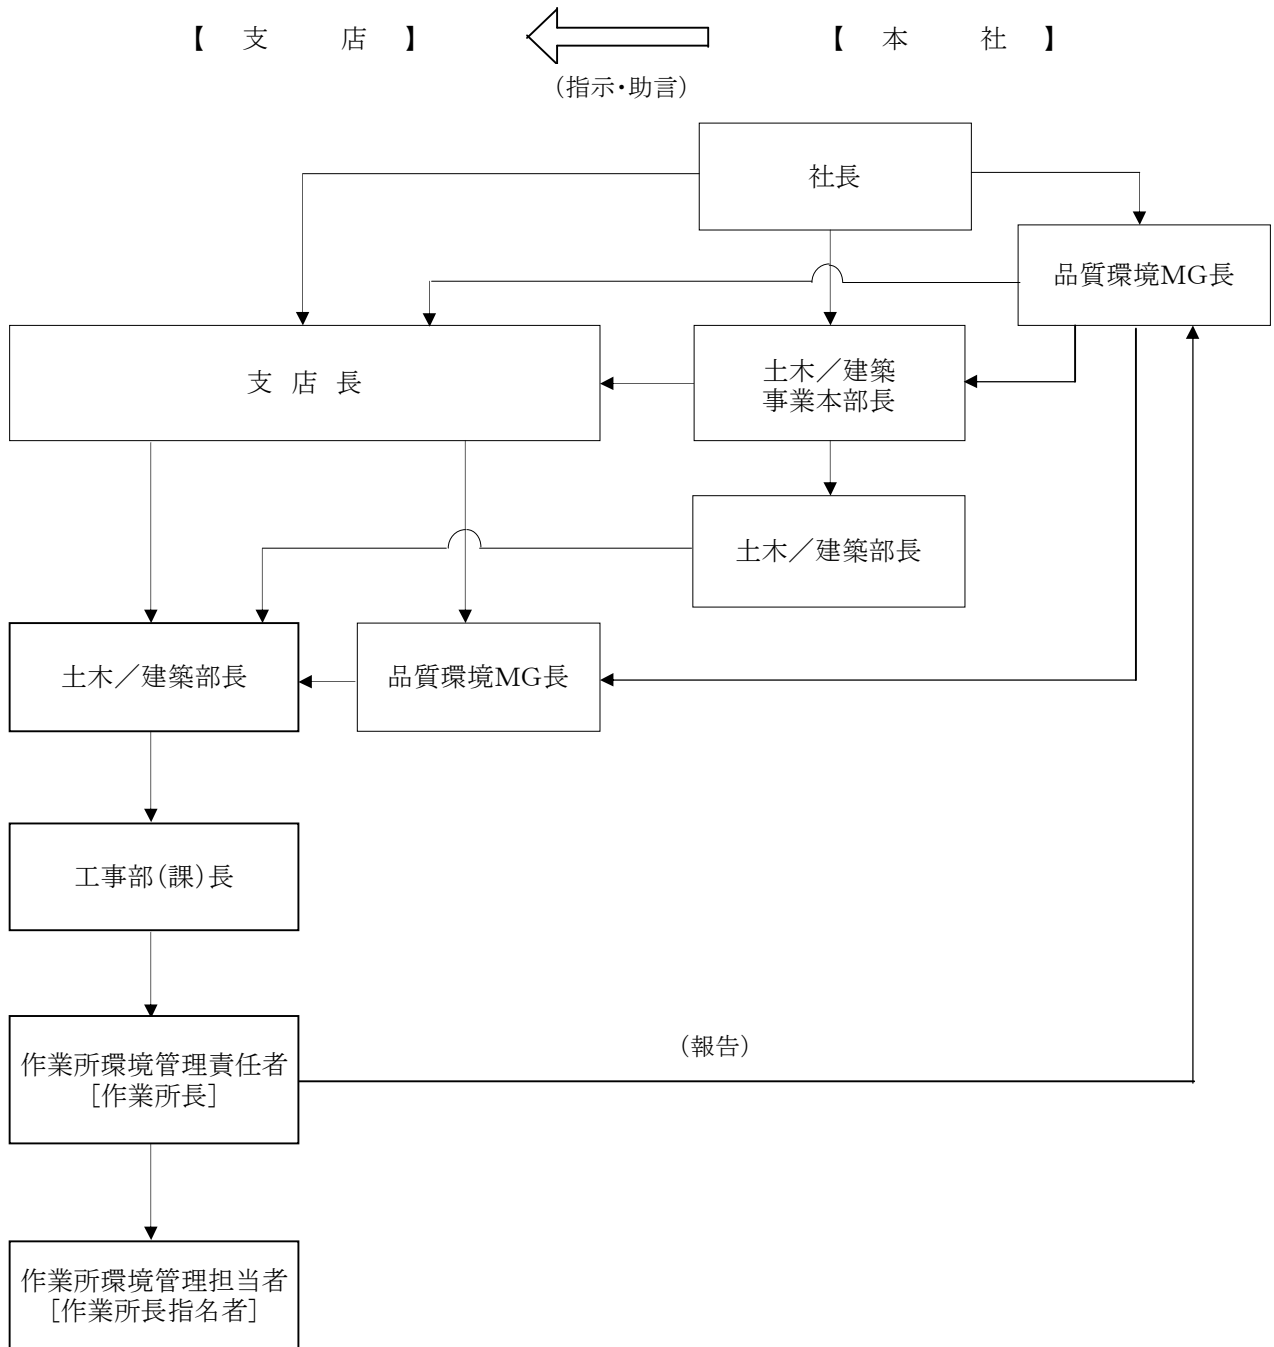 【 支 店 】
【 本 社 】
(指示・助言)
社長
品質環境MG長
支 店 長
土木／建築
事業本部長
土木／建築部長
土木／建築部長
品質環境MG長
工事部(課)長
作業所環境管理責任者
[作業所長]
(報告)
作業所環境管理担当者
[作業所長指名者]